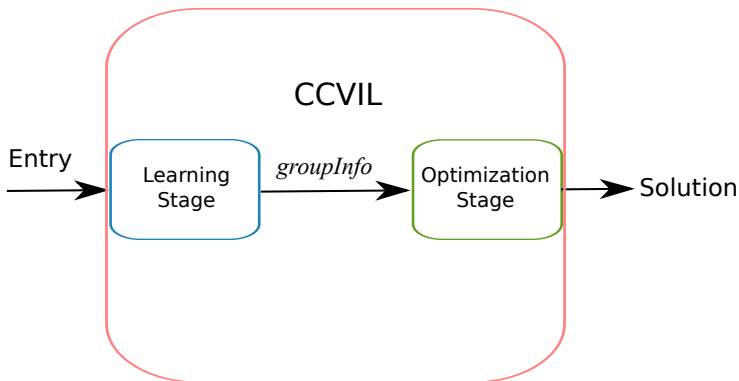 CCVIL
Entry
Learning
Stage
groupInfo
Optimization
Stage
Solution